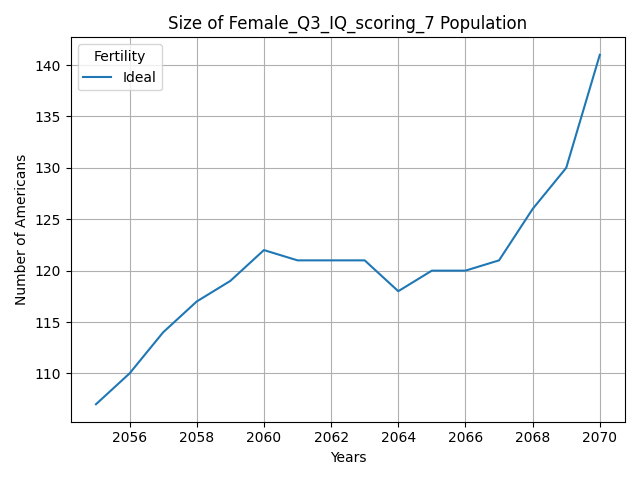 Size of Female_Q3_IQ_scoring_7 Population
Fertility
Ideal
Number of Americans
140
135
130
125
120
115
110
2056 2058 2060 2062 2064 2066 2068 2070
Years